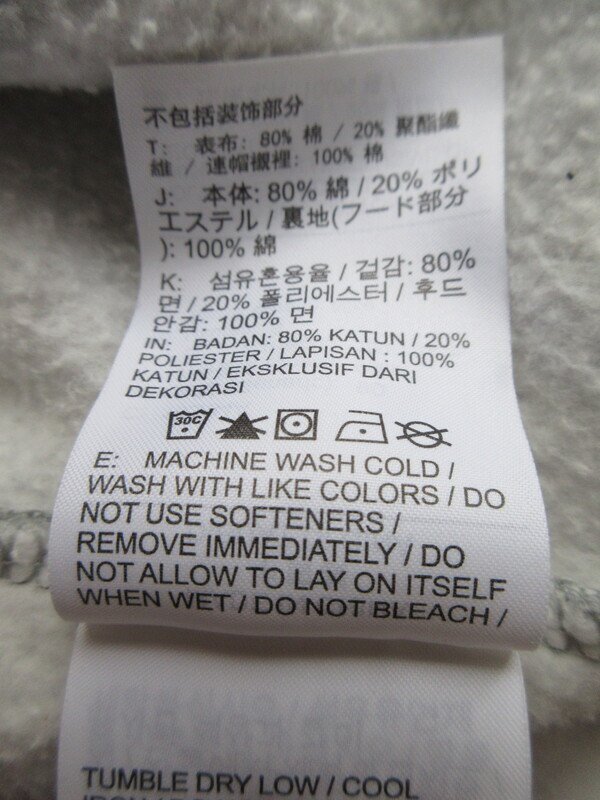 不包括装饰部分
T: 表布: 80% 棉 / 20% 聚酯纖
維 / 連帽襯裡: 100% 棉
J: 本体: 80% 綿 / 20% ポリ
エステル / 裏地(フード部分
): 100% 綿
K: 섬유혼용율 / 겉감: 80%
면 / 20% 폴리에스터 / 후드
안감: 100% 면
IN: BADAN: 80% KATUN / 20%
POLIESTER / LAPISAN : 100%
KATUN / EKSKLUSIF DARI
DEKORASI
30C
E: MACHINE WASH COLD /
WASH WITH LIKE COLORS / DO
NOT USE SOFTENERS /
REMOVE IMMEDIATELY / DO
NOT ALLOW TO LAY ON ITSELF
WHEN WET / DO NOT BLEACH /
TUMBLE DRY LOW / COOL